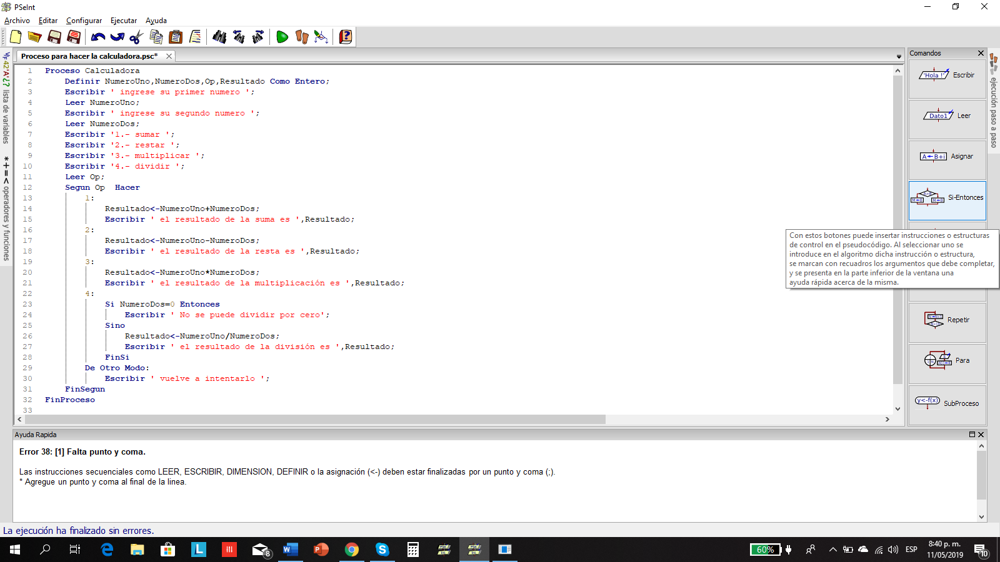 PSeInt
Archivo Editar Configurar Ejecutar Ayuda
Proceso para hacer la calculadora.psc*
lista de variables
operadores y funciones
1 Proceso Calculadora
2 Definir NumeroUno,NumeroDos,Op,Resultado Como Entero;
3 Escribir ' ingrese su primer numero ';
4 Leer NumeroUno;
5 Escribir ' ingrese su segundo numero ';
6 Leer NumeroDos;
7 Escribir '1.- sumar ';
8 Escribir '2.- restar ';
9 Escribir '3.- multiplicar ';
10 Escribir '4.- dividir ';
11 Leer Op;
12 Segun Op  Hacer
13 1:
14 Resultado<-NumeroUno+NumeroDos;
15 Escribir ' el resultado de la suma es ',Resultado;
16 2:
17 Resultado<-NumeroUno-NumeroDos;
18 Escribir ' el resultado de la resta es ',Resultado;
19 3:
20 Resultado<-NumeroUno*NumeroDos;
21 Escribir ' el resultado de la multiplicación es ',Resultado;
22 4:
23 Si NumeroDos=0 Entonces
24 Escribir ' No se puede dividir por cero';
25 Sino
26 Resultado<-NumeroUno/NumeroDos;
27 Escribir ' el resultado de la división es ',Resultado;
28 FinSi
29 De Otro Modo:
30 Escribir ' vuelve a intentarlo ';
31 FinSegun
32 FinProceso
33
Comandos
'Hola !' Escribir
Dato1 Leer
A←B+i Asignar
Si-Entonces
Con estos botones puede insertar instrucciones o estructuras
de control en el pseudocódigo. Al seleccionar uno se
introduce en el algoritmo dicha instrucción o estructura,
se marcan con recuadros los argumentos que debe completar,
y se presenta en la parte inferior de la ventana una
ayuda rápida acerca de la misma.
Repetir
Para
y<-f(x) SubProceso
ejecución paso a paso
Ayuda Rapida
Error 38: [1] Falta punto y coma.
Las instrucciones secuenciales como LEER, ESCRIBIR, DIMENSION, DEFINIR o la asignación (<-) deben estar finalizadas por un punto y coma (;).
* Agregue un punto y coma al final de la linea.
La ejecución ha finalizado sin errores.
8
60%
ESP
8:40 p. m.
11/05/2019
10